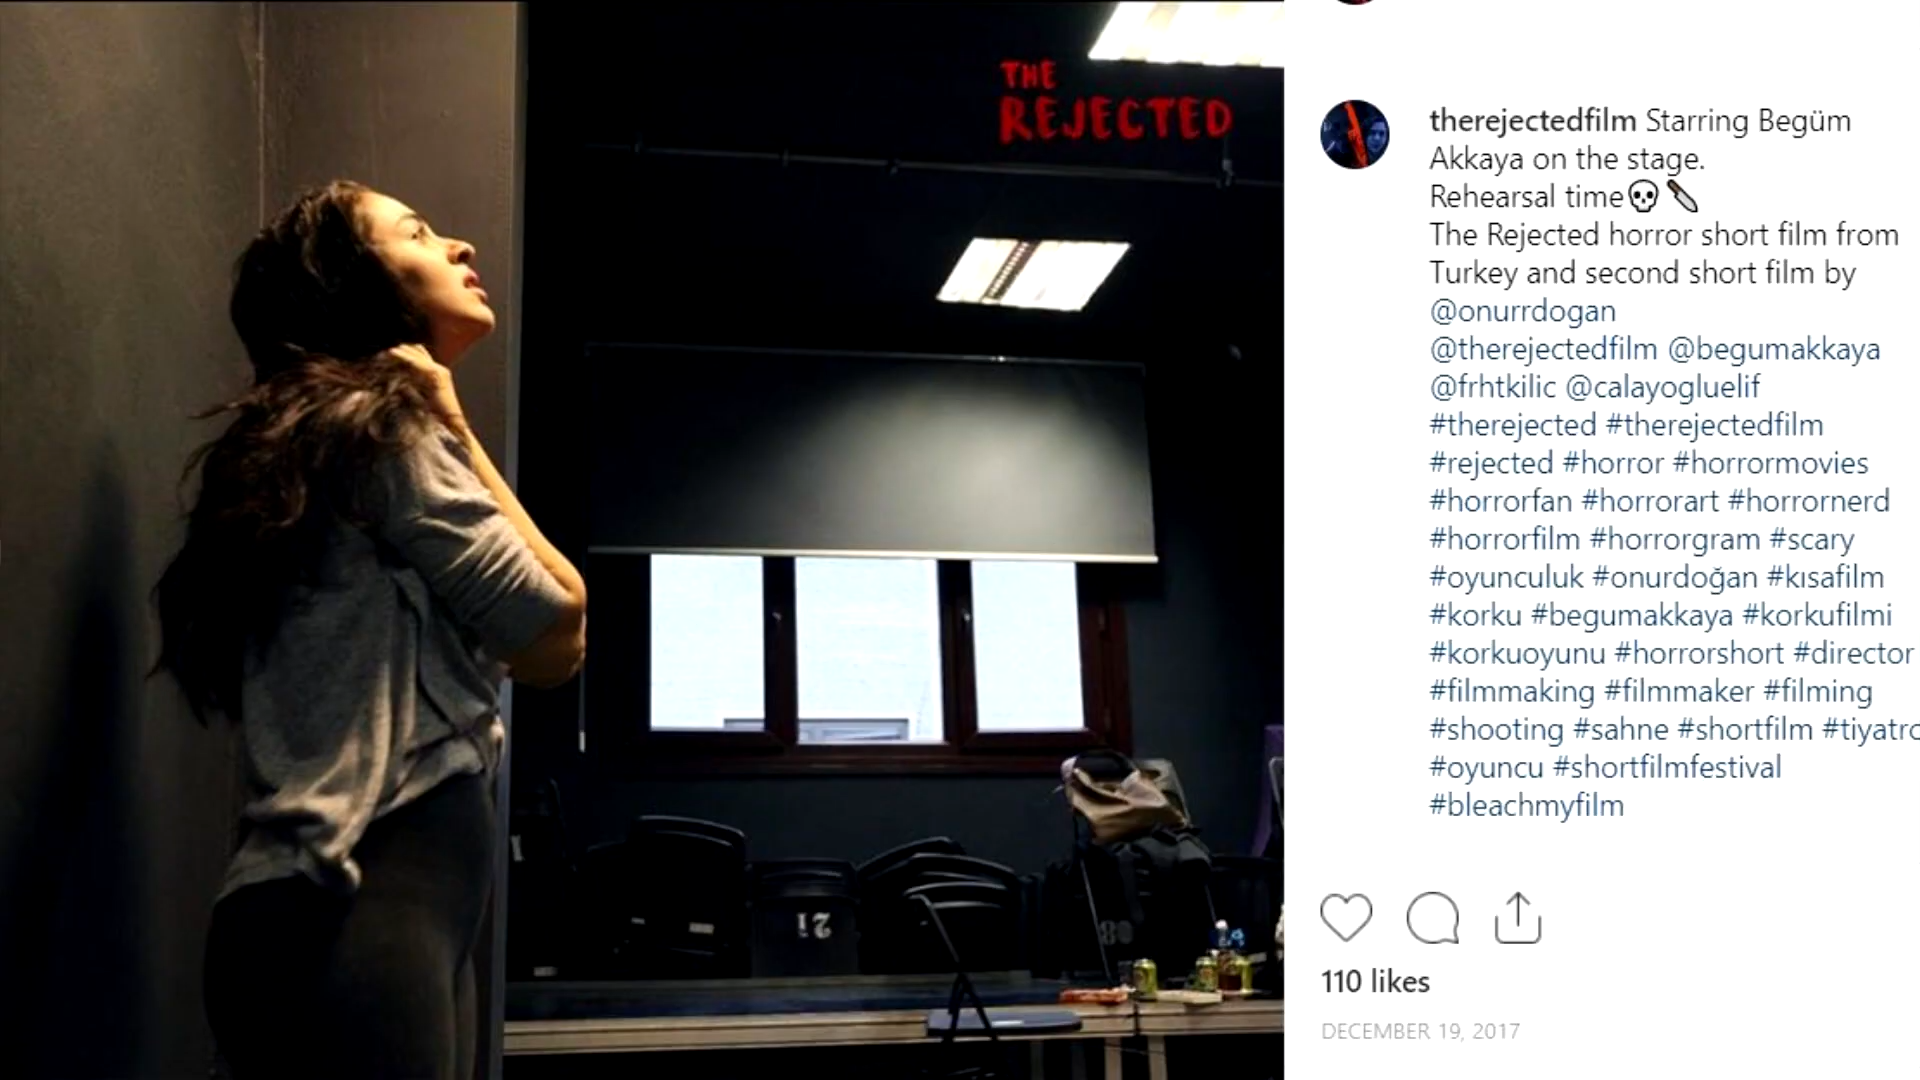 THE
REJECTED
21
80
therejectedfilm Starring Begüm
Akkaya on the stage.
Rehearsal time💀🔪
The Rejected horror short film from
Turkey and second short film by
@onurrdogan
@therejectedfilm @begumakkaya
@frhtkilic @calayogluelif
#therejected #therejectedfilm
#rejected #horror #horrormovies
#horrorfan #horrorart #horrornerd
#horrorfilm #horrorgram #scary
#oyunculuk #onurdoğan #kısafilm
#korku #begumakkaya #korkufilmi
#korkuoyunu #horrorshort #director
#filmmaking #filmmaker #filming
#shooting #sahne #shortfilm #tiyatro
#oyuncu #shortfilmfestival
#bleachmyfilm
110 likes
DECEMBER 19, 2017